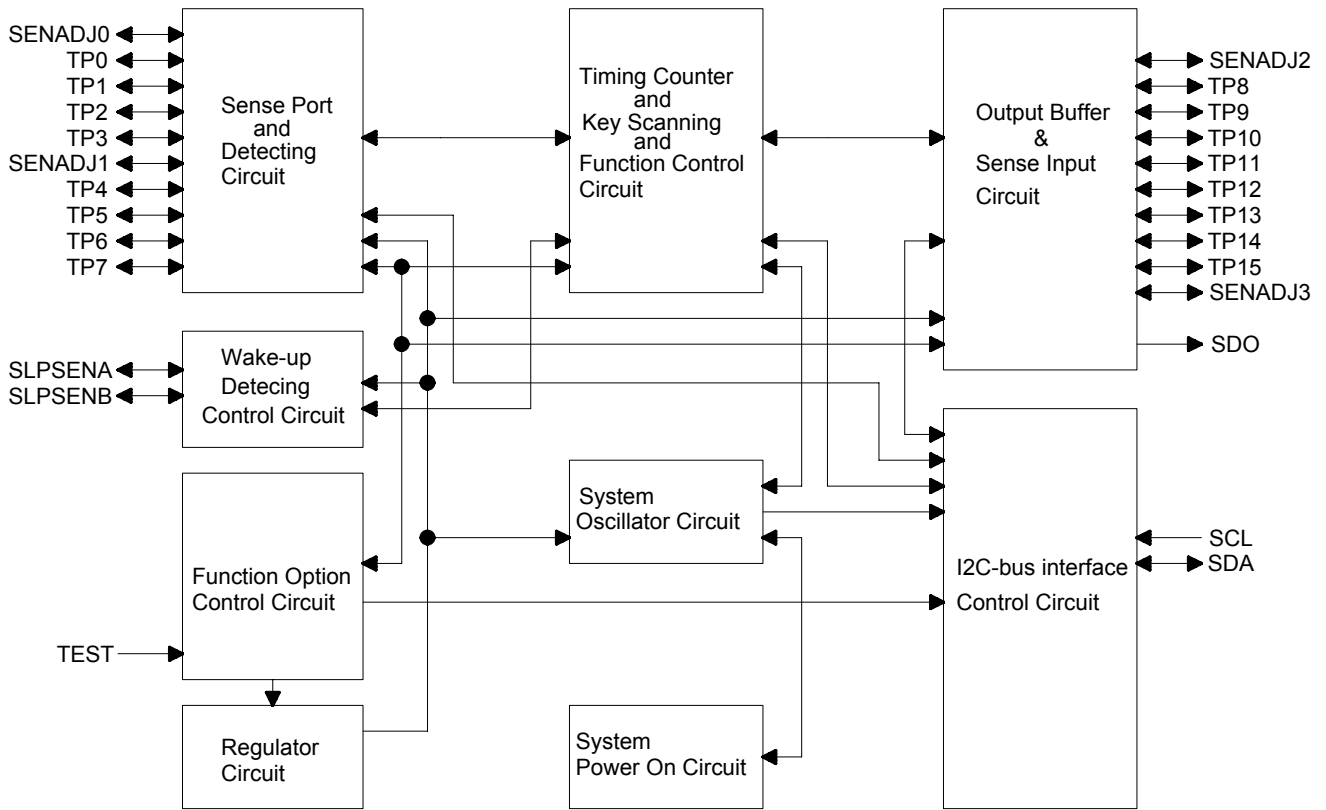 SENADJ0
TP0
TP1
TP2
TP3
SENADJ1
TP4
TP5
TP6
TP7
Sense Port
and
Detecting
Circuit
Timing Counter
and
Key Scanning
and
Function Control
Circuit
Output Buffer
&
Sense Input
Circuit
SENADJ2
TP8
TP9
TP10
TP11
TP12
TP13
TP14
TP15
SENADJ3
SDO
SLPSENA
SLPSENB
Wake-up
Detecing
Control Circuit
Function Option
Control Circuit
TEST
System
Oscillator Circuit
I2C-bus interface
Control Circuit
SCL
SDA
Regulator
Circuit
System
Power On Circuit